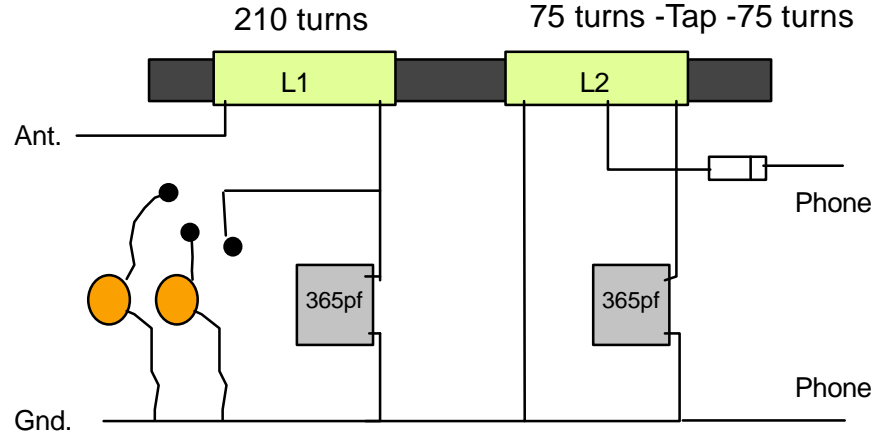 210 turns
75 turns -Tap -75 turns
L1
L2
Ant.
Phone
365pf
365pf
Phone
Gnd.